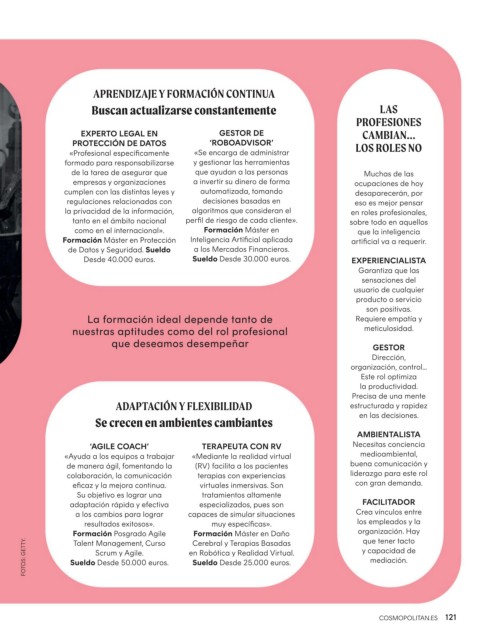 APRENDIZAJE Y FORMACIÓN CONTINUA
Buscan actualizarse constantemente
EXPERTO LEGAL EN
PROTECCIÓN DE DATOS
«Profesional específicamente
formado para responsabilizarse
de la tarea de asegurar que
empresas y organizaciones
cumplen con las distintas leyes y
regulaciones relacionadas con
la privacidad de la información,
tanto en el ámbito nacional
como en el internacional».
Formación Máster en Protección
de Datos y Seguridad. Sueldo
Desde 40.000 euros.
GESTOR DE
‘ROBOADVISOR’
«Se encarga de administrar
y gestionar las herramientas
que ayudan a las personas
a invertir su dinero de forma
automatizada, tomando
decisiones basadas en
algoritmos que consideran el
perfil de riesgo de cada cliente».
Formación Máster en
Inteligencia Artificial aplicada
a los Mercados Financieros.
Sueldo Desde 30.000 euros.
La formación ideal depende tanto de
nuestras aptitudes como del rol profesional
que deseamos desempeñar
ADAPTACIÓN Y FLEXIBILIDAD
Se crecen en ambientes cambiantes
‘AGILE COACH’
«Ayuda a los equipos a trabajar
de manera ágil, fomentando la
colaboración, la comunicación
eficaz y la mejora continua.
Su objetivo es lograr una
adaptación rápida y efectiva
a los cambios para lograr
resultados exitosos».
Formación Posgrado Agile
Talent Management, Curso
Scrum y Agile.
Sueldo Desde 50.000 euros.
TERAPEUTA CON RV
«Mediante la realidad virtual
(RV) facilita a los pacientes
terapias con experiencias
virtuales inmersivas. Son
tratamientos altamente
especializados, pues son
capaces de simular situaciones
muy específicas».
Formación Máster en Daño
Cerebral y Terapias Basadas
en Robótica y Realidad Virtual.
Sueldo Desde 25.000 euros.
LAS
PROFESIONES
CAMBIAN...
LOS ROLES NO
Muchas de las
ocupaciones de hoy
desaparecerán, por
eso es mejor pensar
en roles profesionales,
sobre todo en aquellos
que la inteligencia
artificial va a requerir.
EXPERIENCIALISTA
Garantiza que las
sensaciones del
usuario de cualquier
producto o servicio
son positivas.
Requiere empatía y
meticulosidad.
GESTOR
Dirección,
organización, control...
Este rol optimiza
la productividad.
Precisa de una mente
estructurada y rapidez
en las decisiones.
AMBIENTALISTA
Necesitas conciencia
medioambiental,
buena comunicación y
liderazgo para este rol
con gran demanda.
FACILITADOR
Crea vínculos entre
los empleados y la
organización. Hay
que tener tacto
y capacidad de
mediación.
FOTOS: GETTY.
COSMOPOLITAN.ES 121